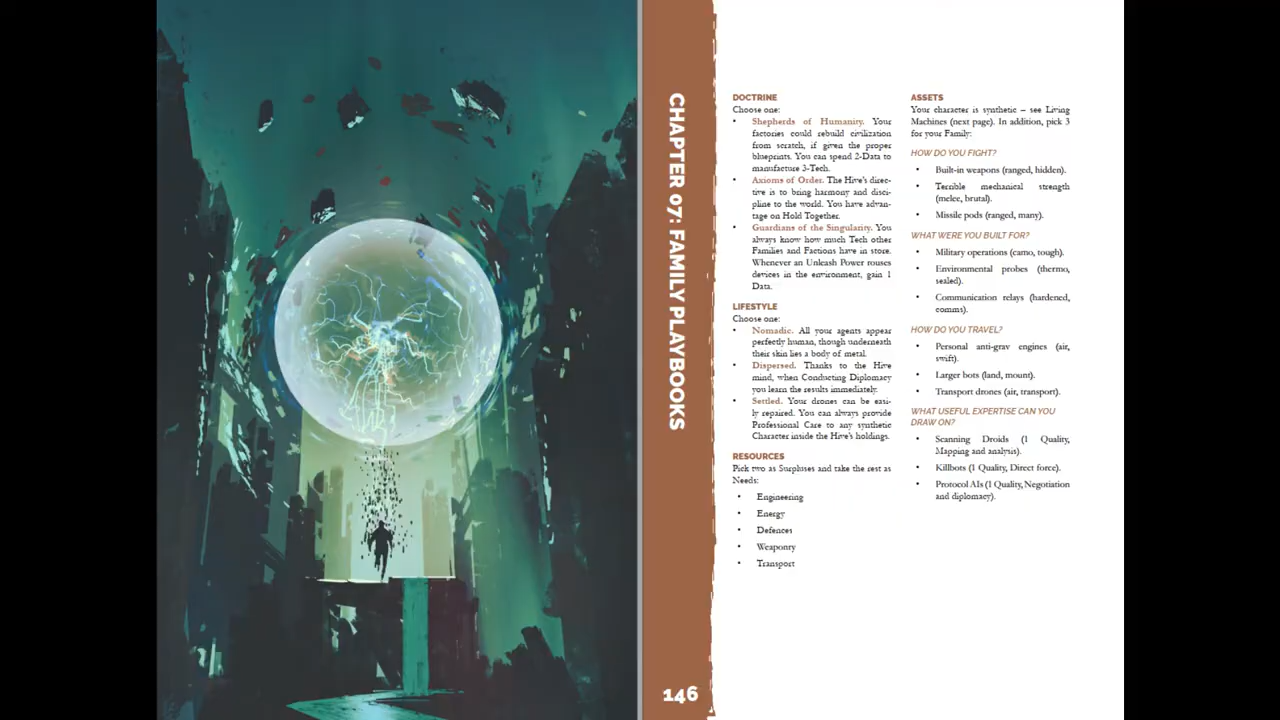 CHAPTER 07: FAMILY PLAYBOOKS
146
DOCTRINE
Choose one:
• Shepherds of Humanity. Your
factories could rebuild civilization
from scratch, if given the proper
blueprints. You can spend 2-Data to
manufacture 3-Tech.
• Axioms of Order. The Hive's direc-
tive is to bring harmony and disci-
pline to the world. You have advan-
tage on Hold Together.
• Guardians of the Singularity. You
always know how much Tech other
Families and Factions have in store.
Whenever an Unleash Power rouses
devices in the environment, gain 1
Data.
LIFESTYLE
Choose one:
• Nomadic. All your agents appear
perfectly human, though underneath
their skin lies a body of metal.
• Dispersed. Thanks to the Hive
mind, when Conducting Diplomacy
you learn the results immediately.
• Settled. Your drones can be easi-
ly repaired. You can always provide
Professional Care to any synthetic
Character inside the Hive's holdings.
RESOURCES
Pick two as Surpluses and take the rest as
Needs:
• Engineering
• Energy
• Defences
• Weaponry
• Transport
ASSETS
Your character is synthetic – see Living
Machines (next page). In addition, pick 3
for your Family:
HOW DO YOU FIGHT?
• Built-in weapons (ranged, hidden).
• Terrible mechanical strength
(melee, brutal).
• Missile pods (ranged, many).
WHAT WERE YOU BUILT FOR?
• Military operations (camo, tough).
• Environmental probes (thermo,
sealed).
• Communication relays (hardened,
comms).
HOW DO YOU TRAVEL?
• Personal anti-grav engines (air,
swift).
• Larger bots (land, mount).
• Transport drones (air, transport).
WHAT USEFUL EXPERTISE CAN YOU
DRAW ON?
• Scanning Droids (1 Quality,
Mapping and analysis).
• Killbots (1 Quality, Direct force).
• Protocol AIs (1 Quality, Negotiation
and diplomacy).